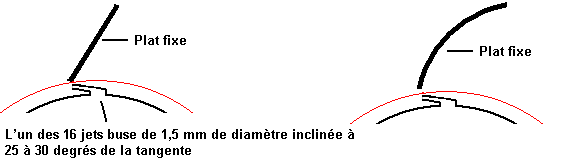 Plat fixe
Plat fixe
L'un des 16 jets buse de 1,5 mm de diamètre inclinée à
25 à 30 degrés de la tangente